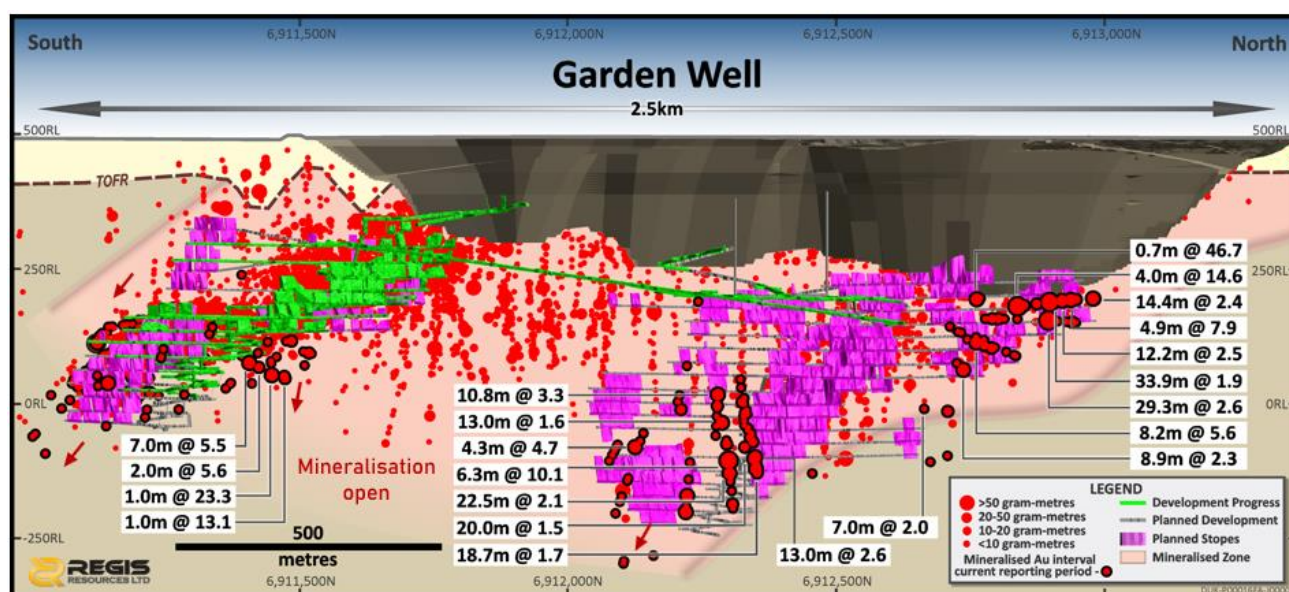 6,911,500N
6,912,000N
6,912,500N
6,913,000N
South
North
Garden Well
2.5km
500RL
500RL
TOFR
250RL
250RL
0.7m @ 46.7
4.0m @ 14.6
14.4m @ 2.4
4.9m @ 7.9
12.2m @ 2.5
33.9m @ 1.9
29.3m @ 2.6
8.2m @ 5.6
8.9m @ 2.3
0RL
0RL
10.8m @ 3.3
13.0m @ 1.6
4.3m @ 4.7
6.3m @ 10.1
22.5m @ 2.1
20.0m @ 1.5
18.7m @ 1.7
7.0m @ 5.5
2.0m @ 5.6
1.0m @ 23.3
1.0m @ 13.1
Mineralisation
open
7.0m @ 2.0
13.0m @ 2.6
LEGEND
>50 gram-metres
20-50 gram-metres
10-20 gram-metres
<10 gram-metres
Mineralised Au interval
current reporting period -
Development Progress
Planned Development
Planned Stopes
Mineralised Zone
-250RL
500
metres
REGIS
RESOURCES LTD
6,911,500N
6,912,000N
6,912,500N
6,913,000N